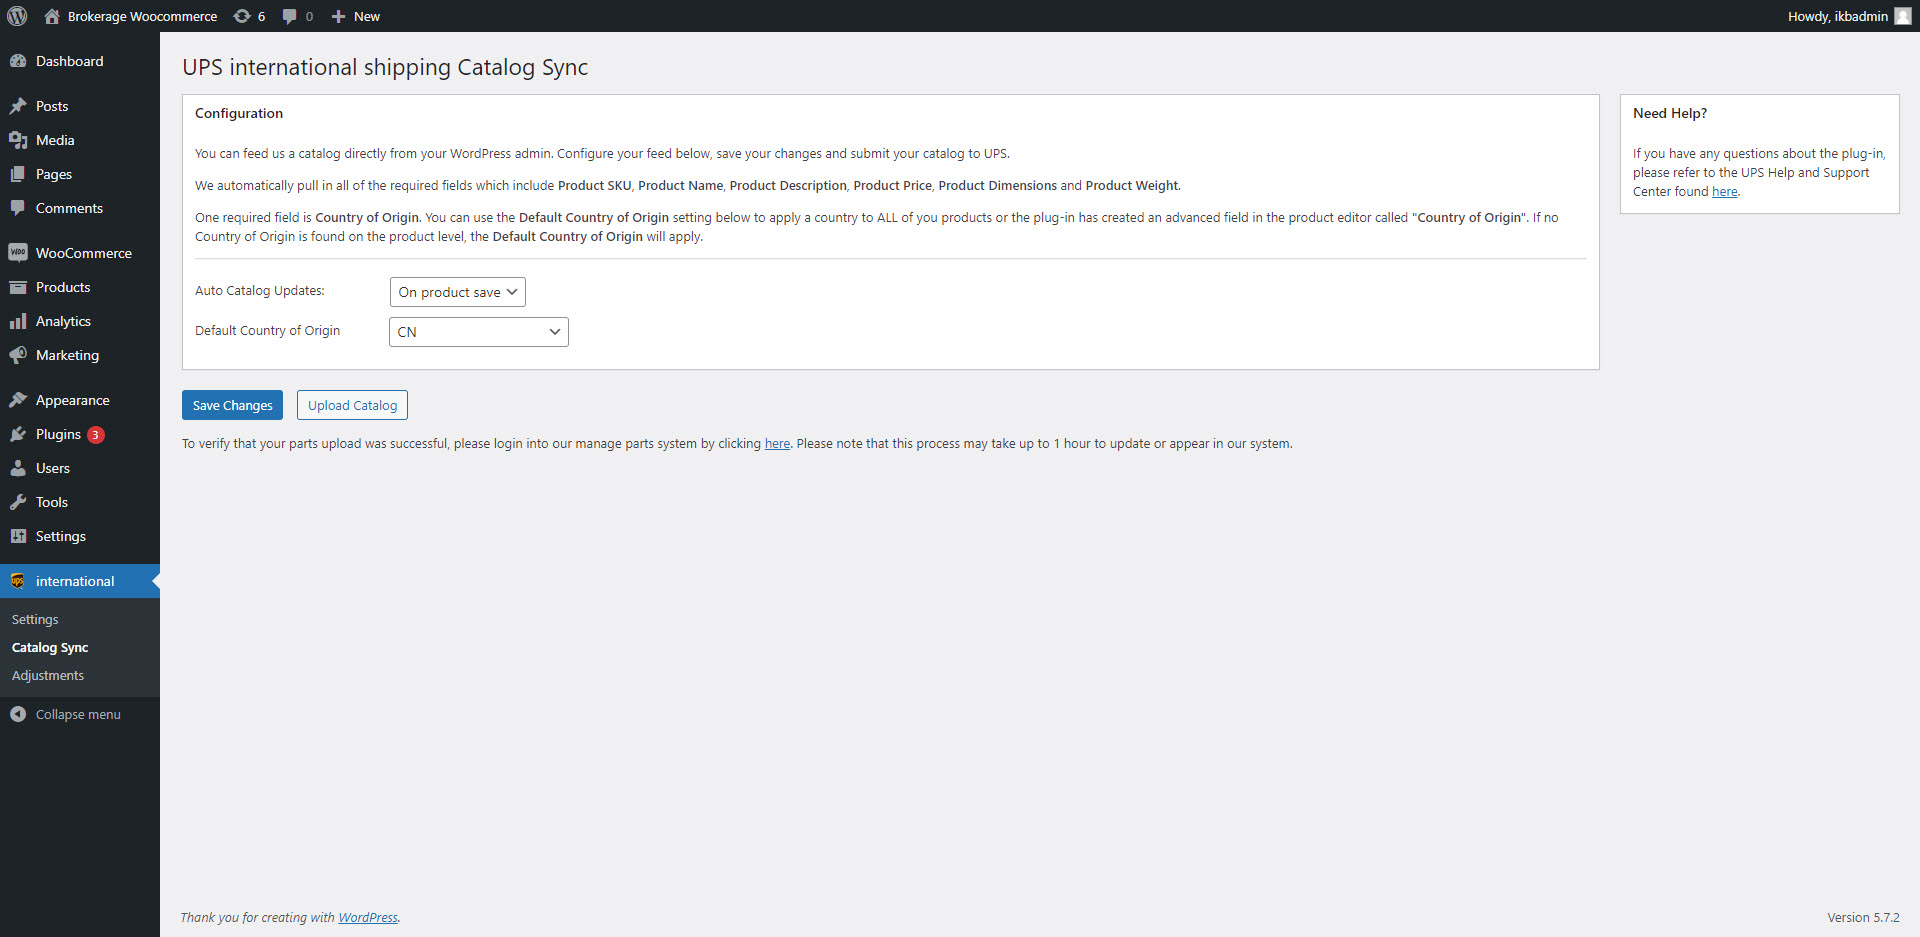 Brokerage Woocommerce 6 0 New Howdy, ikbadmin
Dashboard
Posts
Media
Pages
Comments
WooCommerce
Products
Analytics
Marketing
Appearance
Plugins 3
Users
Tools
Settings
ups international
Settings
Catalog Sync
Adjustments
Collapse menu
UPS international shipping Catalog Sync
Configuration
You can feed us a catalog directly from your WordPress admin. Configure your feed below, save your changes and submit your catalog to UPS.
We automatically pull in all of the required fields which include Product SKU, Product Name, Product Description, Product Price, Product Dimensions and Product Weight.
One required field is Country of Origin. You can use the Default Country of Origin setting below to apply a country to ALL of you products or the plug-in has created an advanced field in the product editor called "Country of Origin". If no
Country of Origin is found on the product level, the Default Country of Origin will apply.
Auto Catalog Updates: On product save
Default Country of Origin CN
Save Changes Upload Catalog
To verify that your parts upload was successful, please login into our manage parts system by clicking here. Please note that this process may take up to 1 hour to update or appear in our system.
Need Help?
If you have any questions about the plug-in,
please refer to the UPS Help and Support
Center found here.
Thank you for creating with WordPress. Version 5.7.2